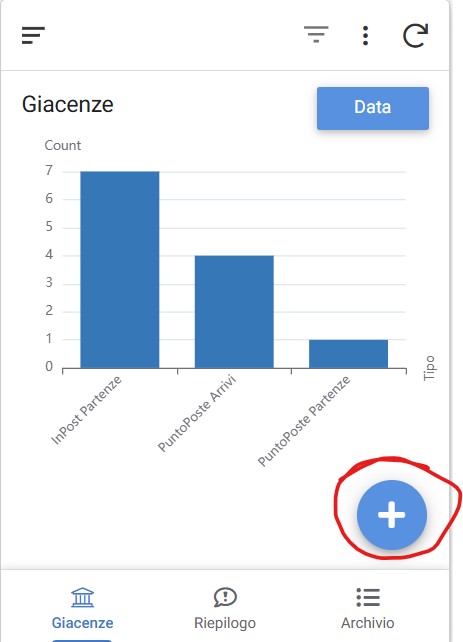 Giacenze
Data
Count
7
6
5
4
3
2
1
0
Tipo
InPost Partenze
PuntoPoste Arrivi
PuntoPoste Partenze
Giacenze
Riepilogo
Archivio